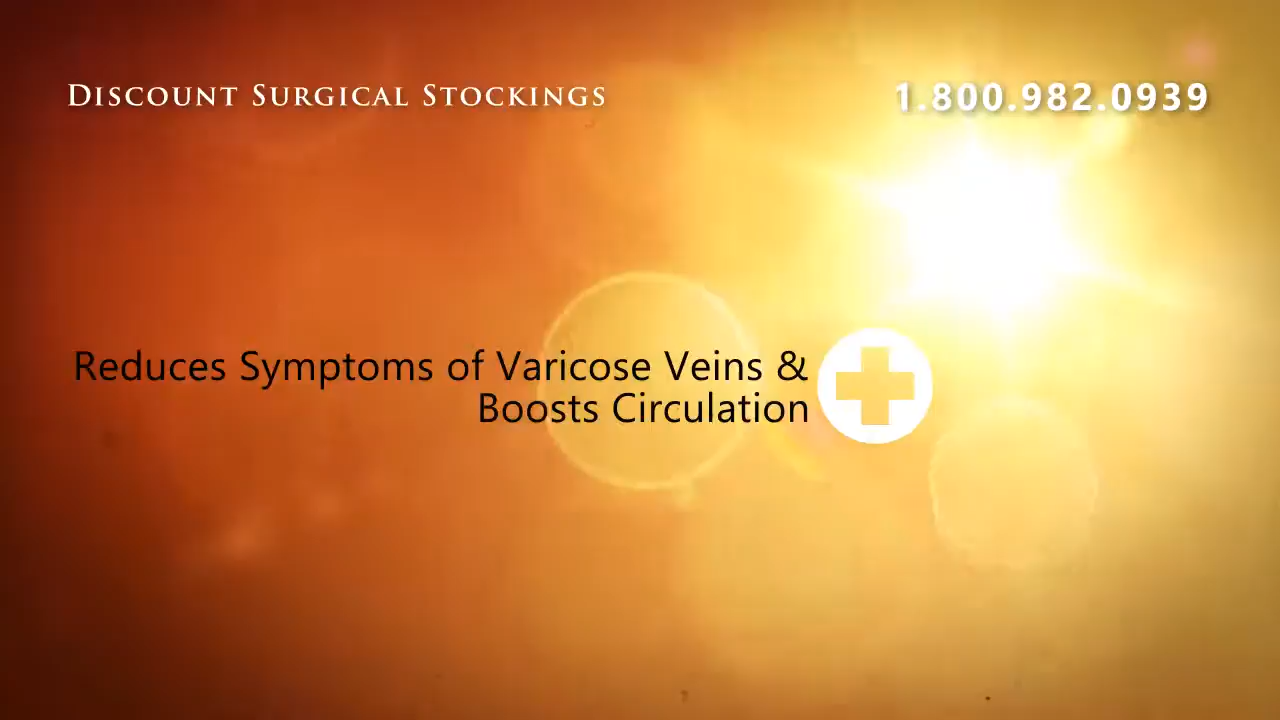 Discount Surgical Stockings
1.800.982.0939
Reduces Symptoms of Varicose Veins &
Boosts Circulation